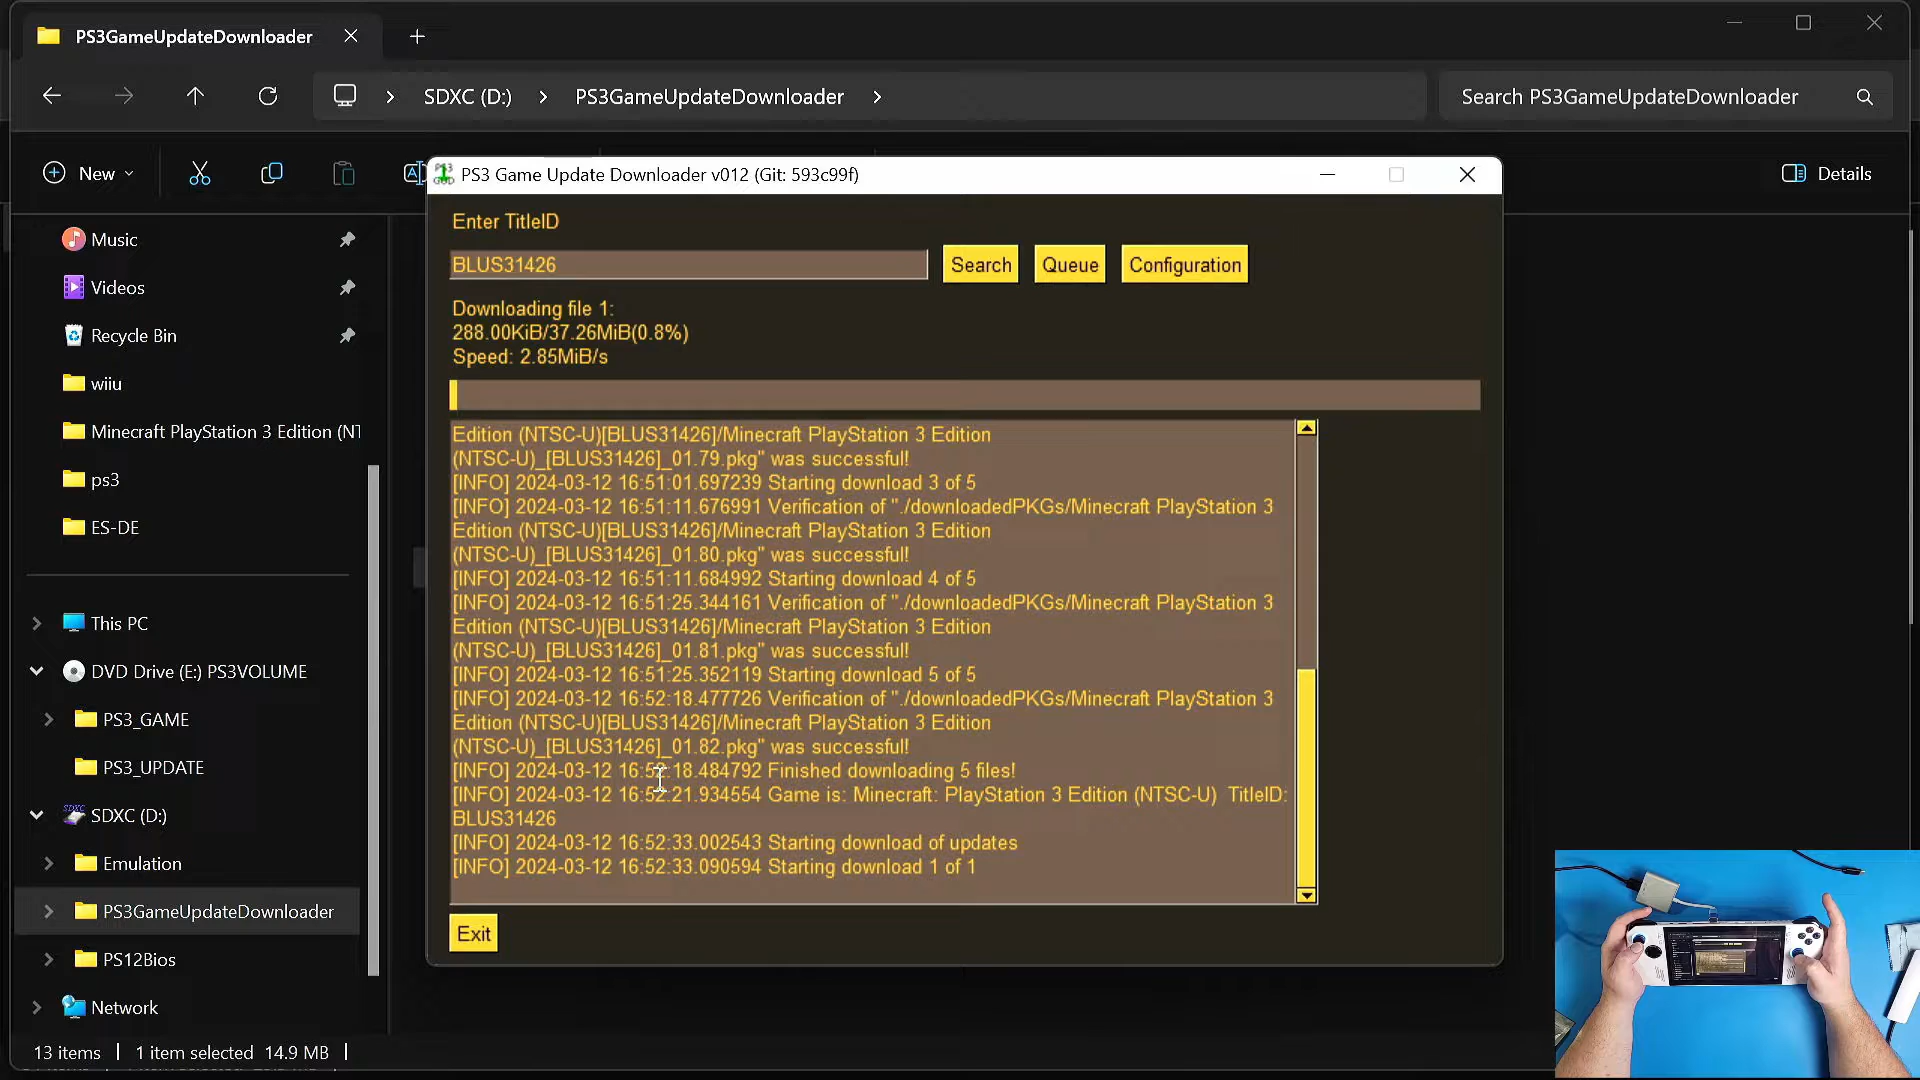 PS3GameUpdateDownloader
SDXC (D:)
PS3GameUpdateDownloader
Search PS3GameUpdateDownloader
New
Details
Music
Videos
Recycle Bin
wiiu
Minecraft PlayStation 3 Edition (NT
ps3
ES-DE
This PC
DVD Drive (E:) PS3VOLUME
PS3_GAME
PS3_UPDATE
SDXC (D:)
Emulation
PS3GameUpdateDownloader
PS12Bios
Network
13 items
1 item selected 14.9 MB
PS3 Game Update Downloader v012 (Git: 593c99f)
Enter TitleID
BLUS31426
Search
Queue
Configuration
Downloading file 1:
288.00KiB/37.26MiB(0.8%)
Speed: 2.85MiB/s
Edition (NTSC-U)[BLUS31426]/Minecraft PlayStation 3 Edition
(NTSC-U)_[BLUS31426]_01.79.pkg" was successful!
[INFO] 2024-03-12 16:51:01.697239 Starting download 3 of 5
[INFO] 2024-03-12 16:51:11.676991 Verification of "./downloadedPKGs/Minecraft PlayStation 3
Edition (NTSC-U)[BLUS31426]/Minecraft PlayStation 3 Edition
(NTSC-U)_[BLUS31426]_01.80.pkg" was successful!
[INFO] 2024-03-12 16:51:11.684992 Starting download 4 of 5
[INFO] 2024-03-12 16:51:25.344161 Verification of "./downloadedPKGs/Minecraft PlayStation 3
Edition (NTSC-U)[BLUS31426]/Minecraft PlayStation 3 Edition
(NTSC-U)_[BLUS31426]_01.81.pkg" was successful!
[INFO] 2024-03-12 16:51:25.352119 Starting download 5 of 5
[INFO] 2024-03-12 16:52:18.477726 Verification of "./downloadedPKGs/Minecraft PlayStation 3
Edition (NTSC-U)[BLUS31426]/Minecraft PlayStation 3 Edition
(NTSC-U)_[BLUS31426]_01.82.pkg" was successful!
[INFO] 2024-03-12 16:52:18.484792 Finished downloading 5 files!
[INFO] 2024-03-12 16:52:21.934554 Game is: Minecraft: PlayStation 3 Edition (NTSC-U) TitleID:
BLUS31426
[INFO] 2024-03-12 16:52:33.002543 Starting download of updates
[INFO] 2024-03-12 16:52:33.090594 Starting download 1 of 1
Exit